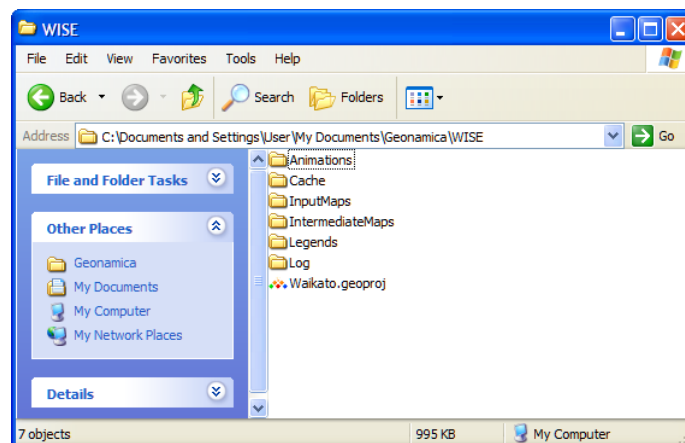 WISE
File Edit View Favorites Tools Help
Back Search Folders
Address C:\Documents and Settings\User\My Documents\Geonamica\WISE Go
File and Folder Tasks
Other Places
Geonamica
My Documents
My Computer
My Network Places
Details
Animations
Cache
InputMaps
IntermediateMaps
Legends
Log
Waikato.geoproj
7 objects 995 KB My Computer